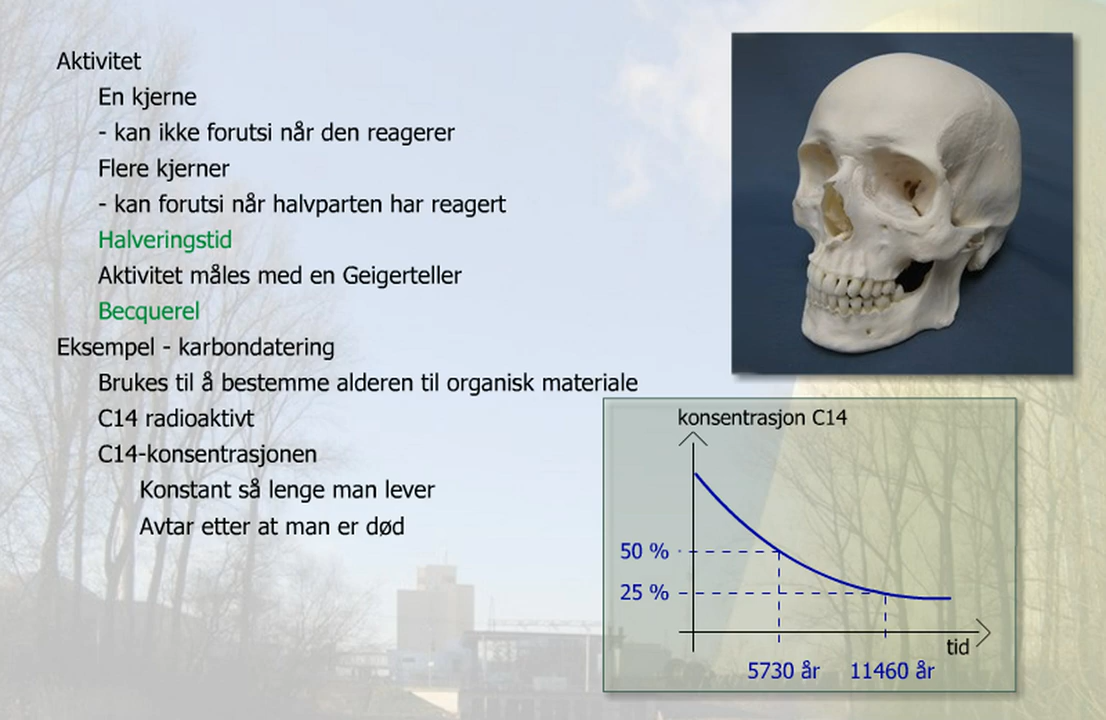 Aktivitet
En kjerne
- kan ikke forutsi når den reagerer
Flere kjerner
- kan forutsi når halvparten har reagert
Halveringstid
Aktivitet måles med en Geigerteller
Becquerel
Eksempel - karbondatering
Brukes til å bestemme alderen til organisk materiale
C14 radioaktivt
C14-konsentrasjonen
Konstant så lenge man lever
Avtar etter at man er død
konsentrasjon C14
50 %
25 %
tid
5730 år 11460 år